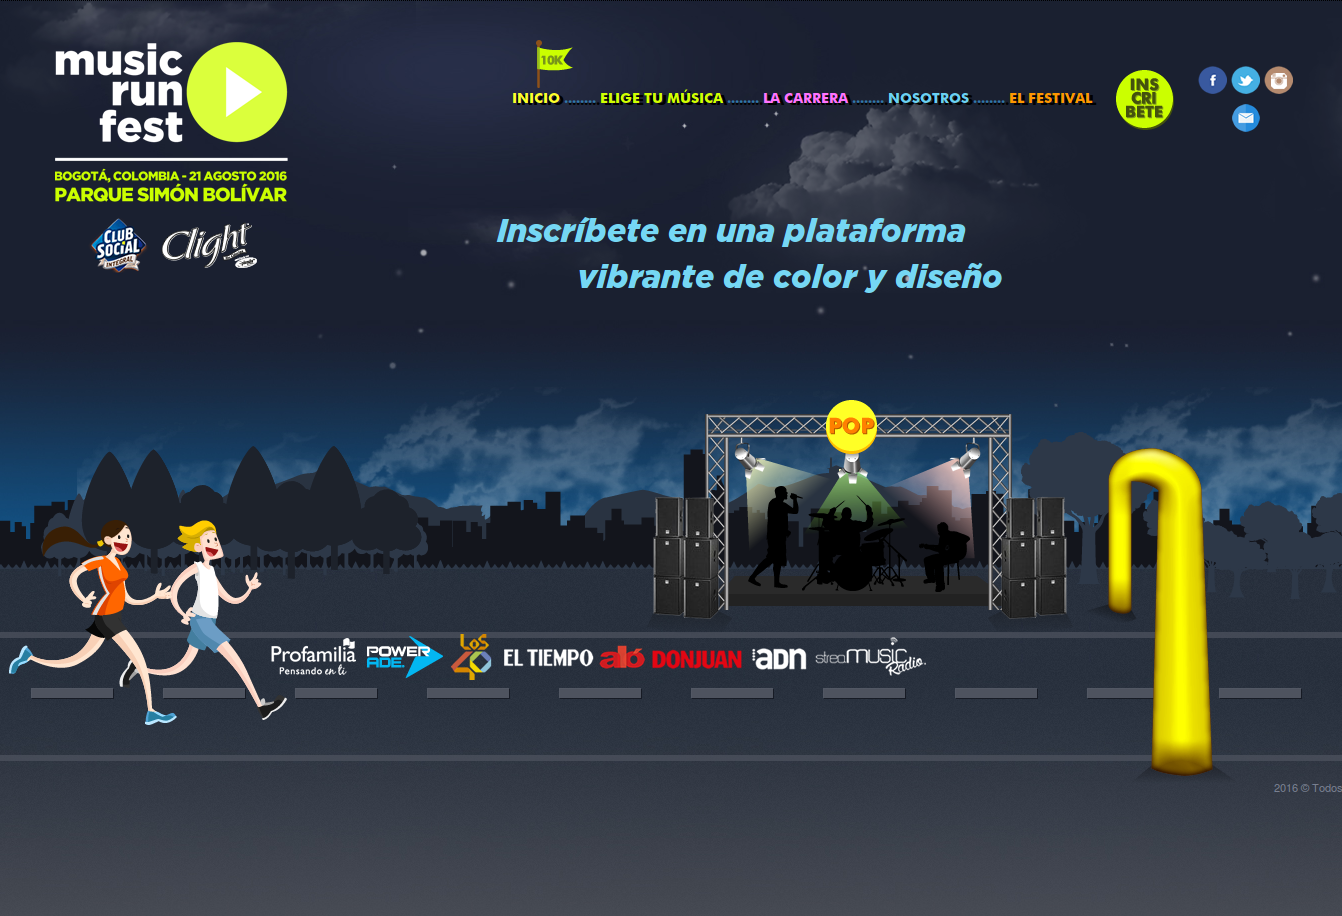 music
run
fest
BOGOTÁ, COLOMBIA - 21 AGOSTO 2016
PARQUE SIMÓN BOLÍVAR
CLUB
SOCIAL
INTEGRAL
Clight
10K
INICIO ........ ELIGE TU MÚSICA ........ LA CARRERA ........ NOSOTROS ........ EL FESTIVAL
INS
CRI
BETE
Inscríbete en una plataforma
vibrante de color y diseño
POP
Profamilia
Pensando en ti
POWER
ADE
LOS
40
EL TIEMPO
aló
DONJUAN
ADN
streamusic
Radio.
2016 © Todos